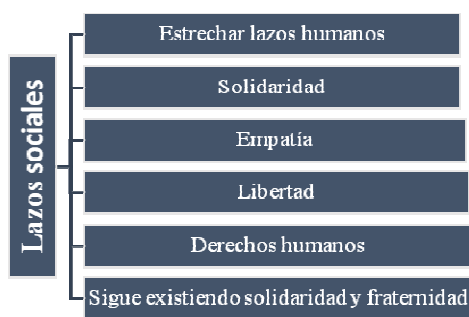 Lazos sociales
Estrechar lazos humanos
Solidaridad
Empatía
Libertad
Derechos humanos
Sigue existiendo solidaridad y fraternidad